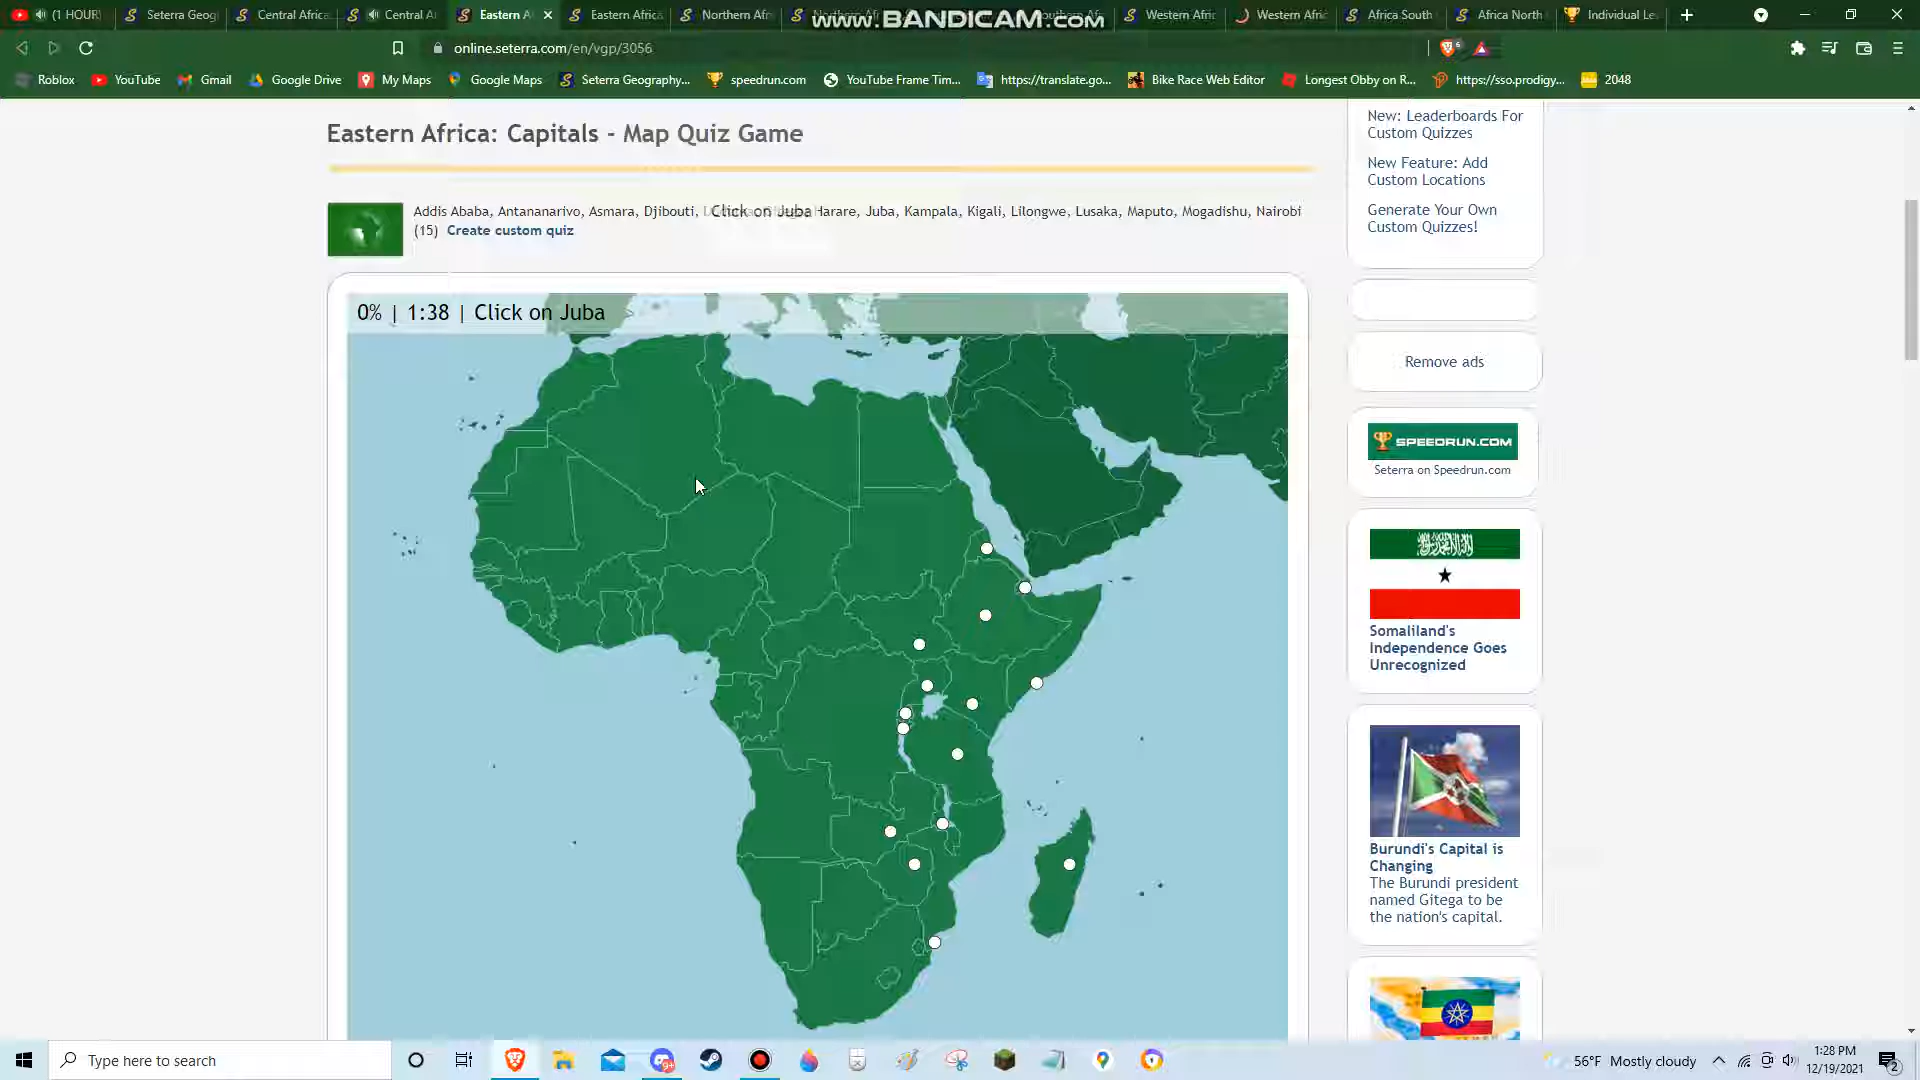 (1 HOUR)
Seterra Geog
Central Africa
Central A
Eastern A
Eastern Africa
Northern Afr
Western Afric
Western Afric
Africa South
Africa North
Individual Le
www.BANDICAM.com
online.seterra.com/en/vgp/3056
Roblox
YouTube
Gmail
Google Drive
My Maps
Google Maps
Seterra Geography...
speedrun.com
YouTube Frame Tim...
https://translate.go...
Bike Race Web Editor
Longest Obby on R...
https://sso.prodigy...
2048
Eastern Africa: Capitals - Map Quiz Game
Addis Ababa, Antananarivo, Asmara, Djibouti, Harare, Juba, Kampala, Kigali, Lilongwe, Lusaka, Maputo, Mogadishu, Nairobi
Click on Juba
(15) Create custom quiz
0% | 1:38 | Click on Juba
New: Leaderboards For
Custom Quizzes
New Feature: Add
Custom Locations
Generate Your Own
Custom Quizzes!
Remove ads
SPEEDRUN.COM
Seterra on Speedrun.com
Somaliland's
Independence Goes
Unrecognized
Burundi's Capital is
Changing
The Burundi president
named Gitega to be
the nation's capital.
Type here to search
56°F Mostly cloudy
1:28 PM
12/19/2021